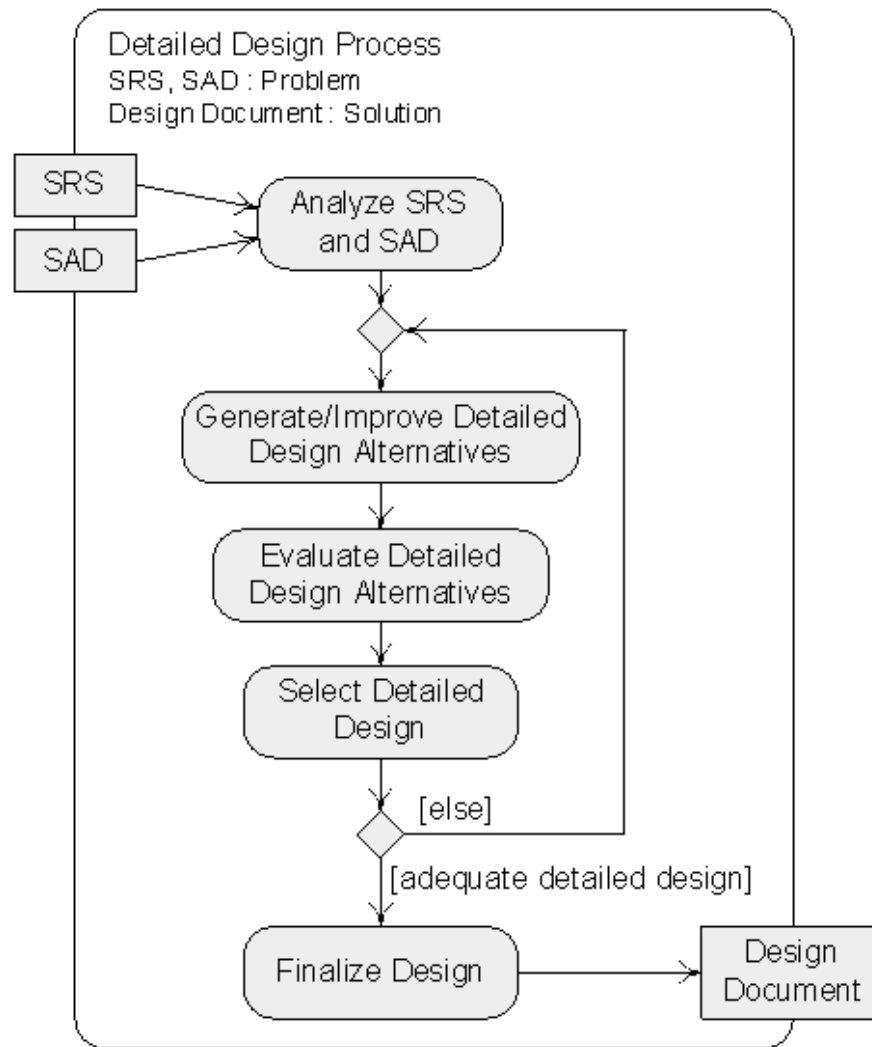 Detailed Design Process
SRS, SAD : Problem
Design Document : Solution
SRS
SAD
Analyze SRS
and SAD
Generate/Improve Detailed
Design Alternatives
Evaluate Detailed
Design Alternatives
Select Detailed
Design
[else]
[adequate detailed design]
Finalize Design
Design
Document